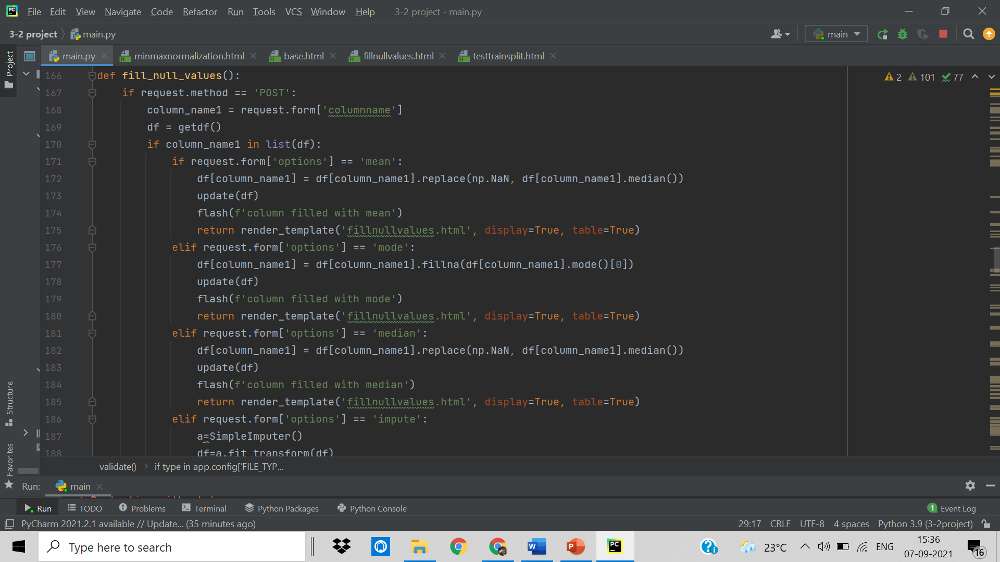 File Edit View Navigate Code Refactor Run Tools VCS Window Help 3-2 project - main.py
3-2 project main.py main
main.py minmaxnormalization.html base.html fillnullvalues.html testtrainsplit.html
Project
2 101 77
166 def fill_null_values():
167 if request.method == 'POST':
168 column_name1 = request.form['columnname']
169 df = getdf()
170 if column_name1 in list(df):
171 if request.form['options'] == 'mean':
172 df[column_name1] = df[column_name1].replace(np.NaN, df[column_name1].median())
173 update(df)
174 flash(f'column filled with mean')
175 return render_template('fillnullvalues.html', display=True, table=True)
176 elif request.form['options'] == 'mode':
177 df[column_name1] = df[column_name1].fillna(df[column_name1].mode()[0])
178 update(df)
179 flash(f'column filled with mode')
180 return render_template('fillnullvalues.html', display=True, table=True)
181 elif request.form['options'] == 'median':
182 df[column_name1] = df[column_name1].replace(np.NaN, df[column_name1].median())
183 update(df)
184 flash(f'column filled with median')
185 return render_template('fillnullvalues.html', display=True, table=True)
186 elif request.form['options'] == 'impute':
187 a=SimpleImputer()
188 df=a.fit_transform(df)
Structure
Favorites
validate() if type in app.config['FILE_TYP...
Run: main
Run TODO Problems Terminal Python Packages Python Console 1 Event Log
PyCharm 2021.2.1 available // Update... (35 minutes ago) 29:17 CRLF UTF-8 4 spaces Python 3.9 (3-2project)
Type here to search 23°C ENG 15:36
07-09-2021
16